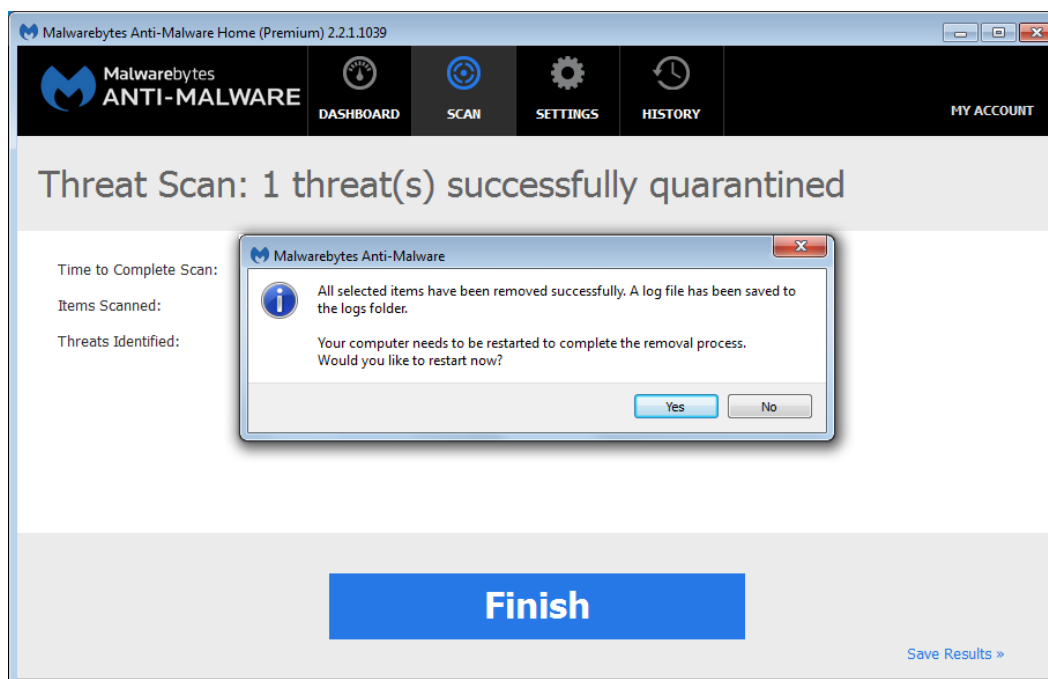 Malwarebytes Anti-Malware Home (Premium) 2.2.1.1039
Malwarebytes
ANTI-MALWARE
DASHBOARD
SCAN
SETTINGS
HISTORY
MY ACCOUNT
Threat Scan: 1 threat(s) successfully quarantined
Time to Complete Scan:
Items Scanned:
Threats Identified:
Malwarebytes Anti-Malware
All selected items have been removed successfully. A log file has been saved to
the logs folder.
Your computer needs to be restarted to complete the removal process.
Would you like to restart now?
Yes
No
Finish
Save Results »